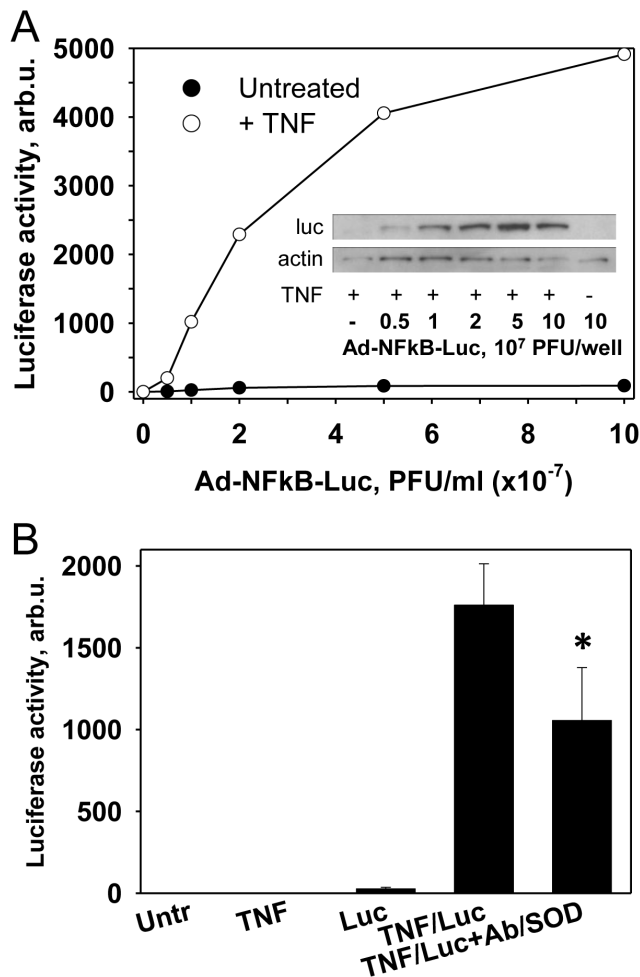 A
Luciferase activity, arb.u.
5000
4000
3000
2000
1000
0
Untreated
+ TNF
luc
actin
TNF + + + + + + -
- 0.5 1 2 5 10 10
Ad-NFkB-Luc, 10⁷ PFU/well
0 2 4 6 8 10
Ad-NFkB-Luc, PFU/ml (x10⁻⁷)
B
Luciferase activity, arb.u.
2000
1500
1000
500
0
*
Untr
TNF
Luc
TNF/Luc
TNF/Luc+Ab/SOD